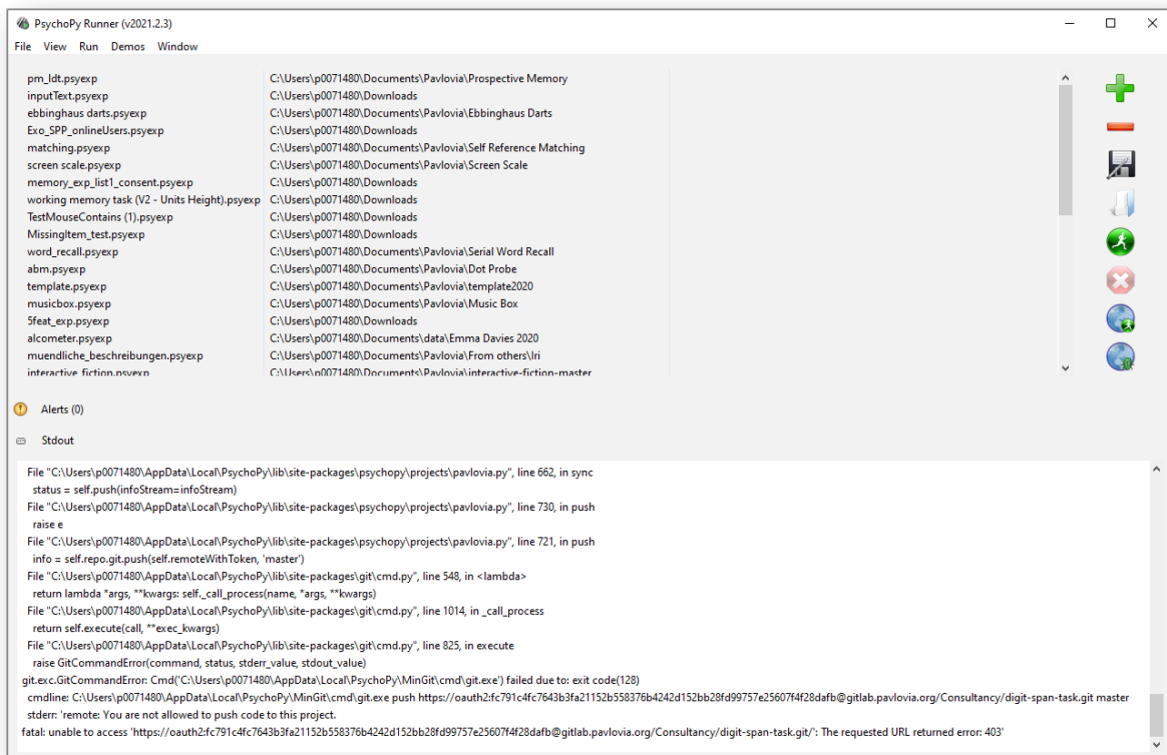 PsychoPy Runner (v2021.2.3)
File View Run Demos Window
pm_ldt.psyexp C:\Users\p0071480\Documents\Pavlovia\Prospective Memory
inputText.psyexp C:\Users\p0071480\Downloads
ebbinghaus darts.psyexp C:\Users\p0071480\Documents\Pavlovia\Ebbinghaus Darts
Exo_SPP_onlineUsers.psyexp C:\Users\p0071480\Downloads
matching.psyexp C:\Users\p0071480\Documents\Pavlovia\Self Reference Matching
screen scale.psyexp C:\Users\p0071480\Documents\Pavlovia\Screen Scale
memory_exp_list1_consent.psyexp C:\Users\p0071480\Downloads
working memory task (V2 - Units Height).psyexp C:\Users\p0071480\Downloads
TestMouseContains (1).psyexp C:\Users\p0071480\Downloads
MissingItem_test.psyexp C:\Users\p0071480\Downloads
word_recall.psyexp C:\Users\p0071480\Documents\Pavlovia\Serial Word Recall
abm.psyexp C:\Users\p0071480\Documents\Pavlovia\Dot Probe
template.psyexp C:\Users\p0071480\Documents\Pavlovia\template2020
musicbox.psyexp C:\Users\p0071480\Documents\Pavlovia\Music Box
5feat_exp.psyexp C:\Users\p0071480\Downloads
alcometer.psyexp C:\Users\p0071480\Documents\data\Emma Davies 2020
muendliche_beschreibungen.psyexp C:\Users\p0071480\Documents\Pavlovia\From others\Iri
interactive fiction.psyexp C:\Users\p0071480\Documents\Pavlovia\interactive-fiction-master
Alerts (0)
Stdout
File "C:\Users\p0071480\AppData\Local\PsychoPy\lib\site-packages\psychopy\projects\pavlovia.py", line 662, in sync
status = self.push(infoStream=infoStream)
File "C:\Users\p0071480\AppData\Local\PsychoPy\lib\site-packages\psychopy\projects\pavlovia.py", line 730, in push
raise e
File "C:\Users\p0071480\AppData\Local\PsychoPy\lib\site-packages\psychopy\projects\pavlovia.py", line 721, in push
info = self.repo.git.push(self.remoteWithToken, 'master')
File "C:\Users\p0071480\AppData\Local\PsychoPy\lib\site-packages\git\cmd.py", line 548, in <lambda>
return lambda *args, **kwargs: self._call_process(name, *args, **kwargs)
File "C:\Users\p0071480\AppData\Local\PsychoPy\lib\site-packages\git\cmd.py", line 1014, in _call_process
return self.execute(call, **exec_kwargs)
File "C:\Users\p0071480\AppData\Local\PsychoPy\lib\site-packages\git\cmd.py", line 825, in execute
raise GitCommandError(command, status, stderr_value, stdout_value)
git.exc.GitCommandError: Cmd('C:\Users\p0071480\AppData\Local\PsychoPy\MinGit\cmd\git.exe') failed due to: exit code(128)
cmdline: C:\Users\p0071480\AppData\Local\PsychoPy\MinGit\cmd\git.exe push https://oauth2:fc791c4fc7643b3fa21152b558376b4242d152bb28fd99757e25607f4f28dafb@gitlab.pavlovia.org/Consultancy/digit-span-task.git master
stderr: 'remote: You are not allowed to push code to this project.
fatal: unable to access 'https://oauth2:fc791c4fc7643b3fa21152b558376b4242d152bb28fd99757e25607f4f28dafb@gitlab.pavlovia.org/Consultancy/digit-span-task.git/': The requested URL returned error: 403'